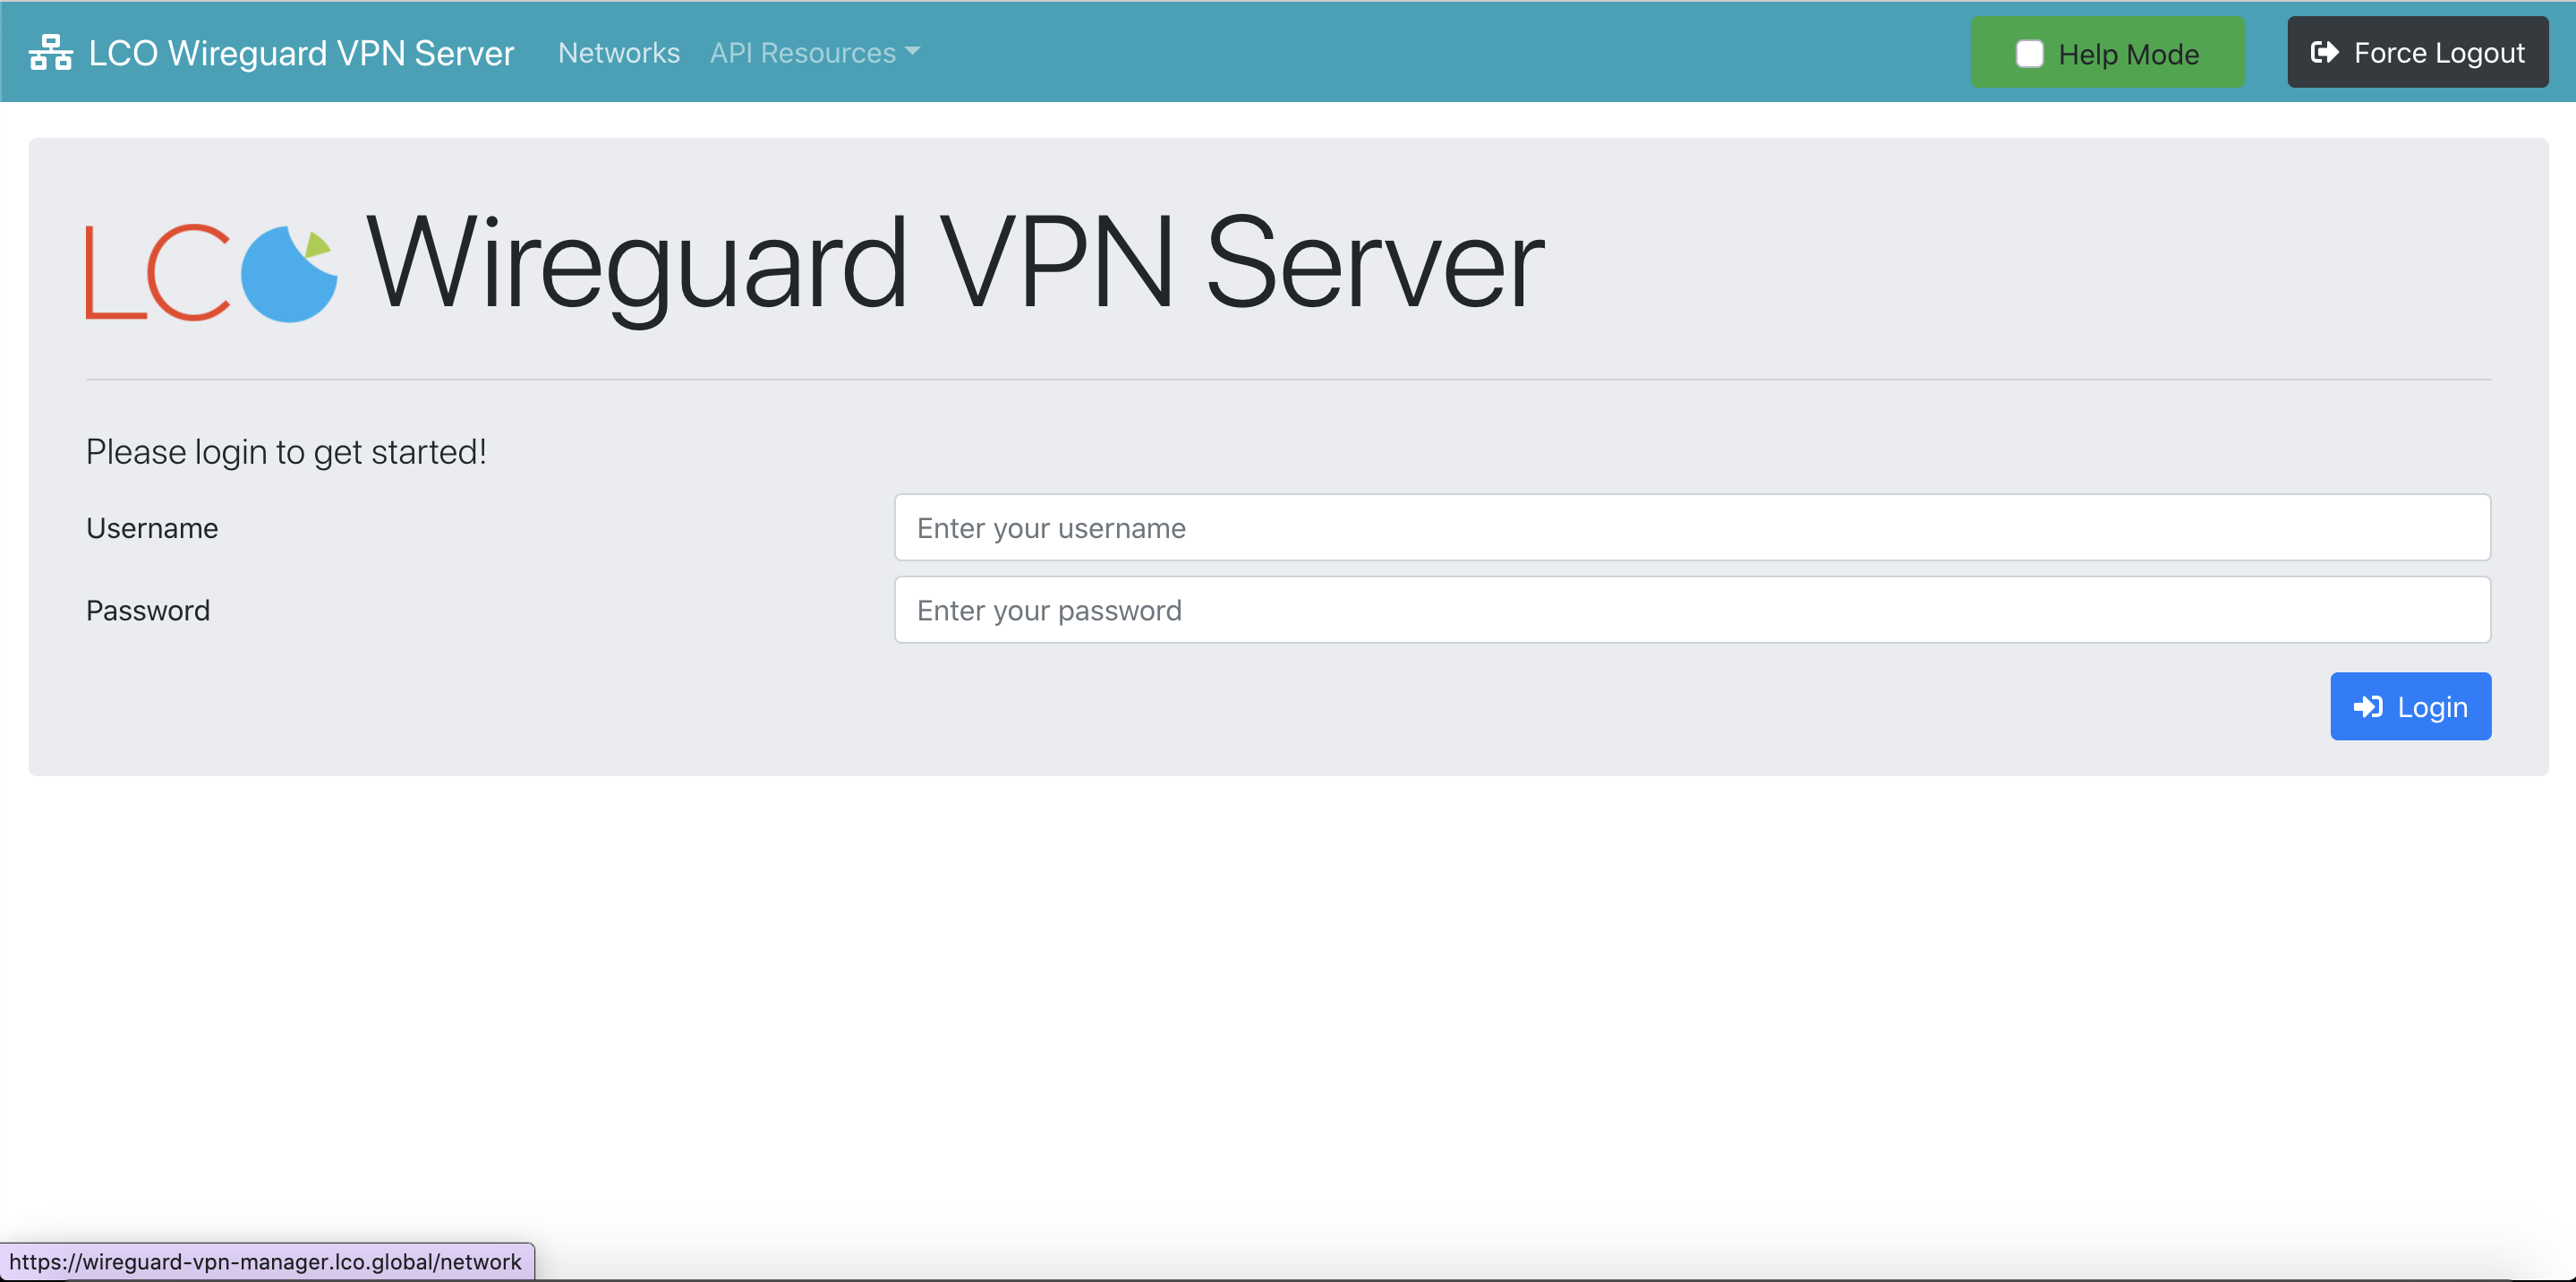 LCO Wireguard VPN Server Networks API Resources Help Mode Force Logout
LCO Wireguard VPN Server
Please login to get started!
Username Enter your username
Password Enter your password
Login
https://wireguard-vpn-manager.lco.global/network